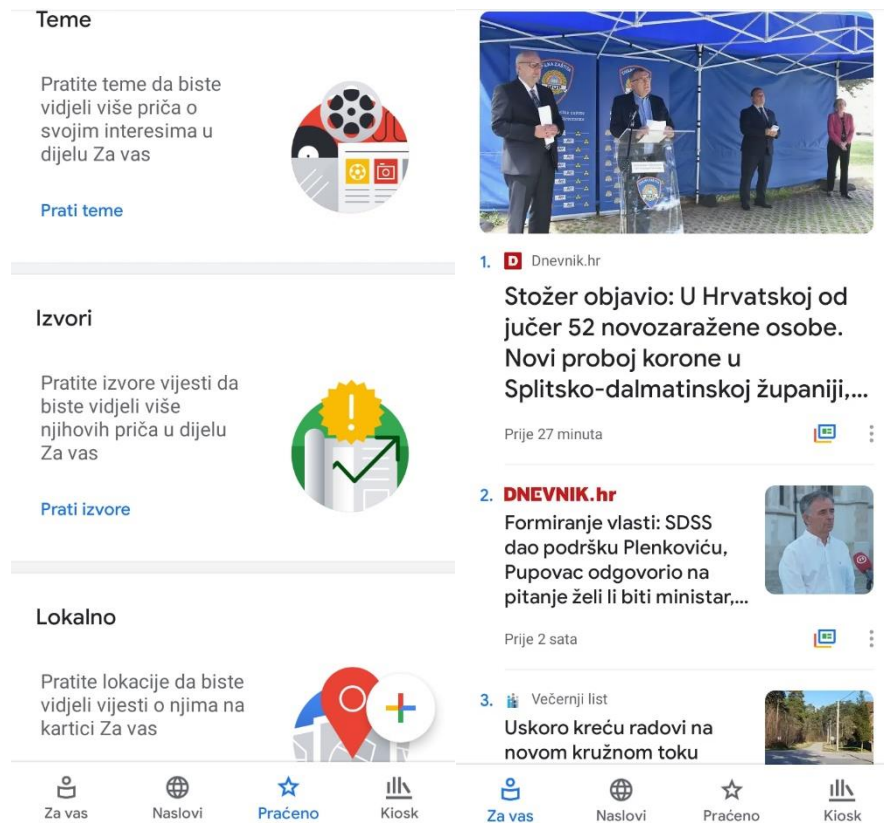 Teme
Pratite teme da biste
vidjeli više priča o
svojim interesima u
dijelu Za vas
Prati teme
Izvori
Pratite izvore vijesti da
biste vidjeli više
njihovih priča u dijelu
Za vas
Prati izvore
Lokalno
Pratite lokacije da biste
vidjeli vijesti o njima na
kartici Za vas
Za vas
Naslovi
Praćeno
Kiosk
1. D Dnevnik.hr
Stožer objavio: U Hrvatskoj od
jučer 52 novozaražene osobe.
Novi proboj korone u
Splitsko-dalmatinskoj županiji,...
Prije 27 minuta
2. DNEVNIK.hr
Formiranje vlasti: SDSS
dao podršku Plenkoviću,
Pupovac odgovorio na
pitanje želi li biti ministar,...
Prije 2 sata
3. Večernji list
Uskoro kreću radovi na
novom kružnom toku
Za vas
Naslovi
Praćeno
Kiosk